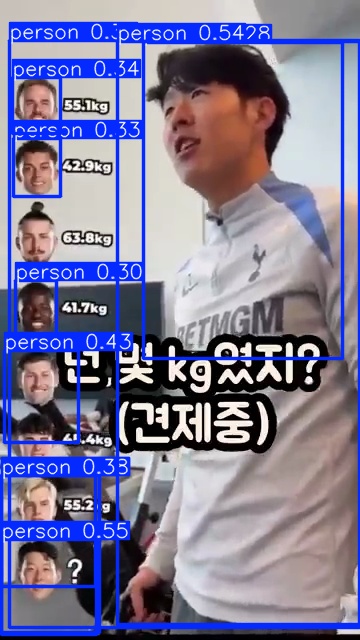 person 0.5428
person 0.34
55.1kg
person 0.33
42.9kg
63.8kg
person 0.30
41.7kg
BETMGM
person 0.43
넌, 몇 kg였지?
(견제중)
person 0.33
person 0.55
?